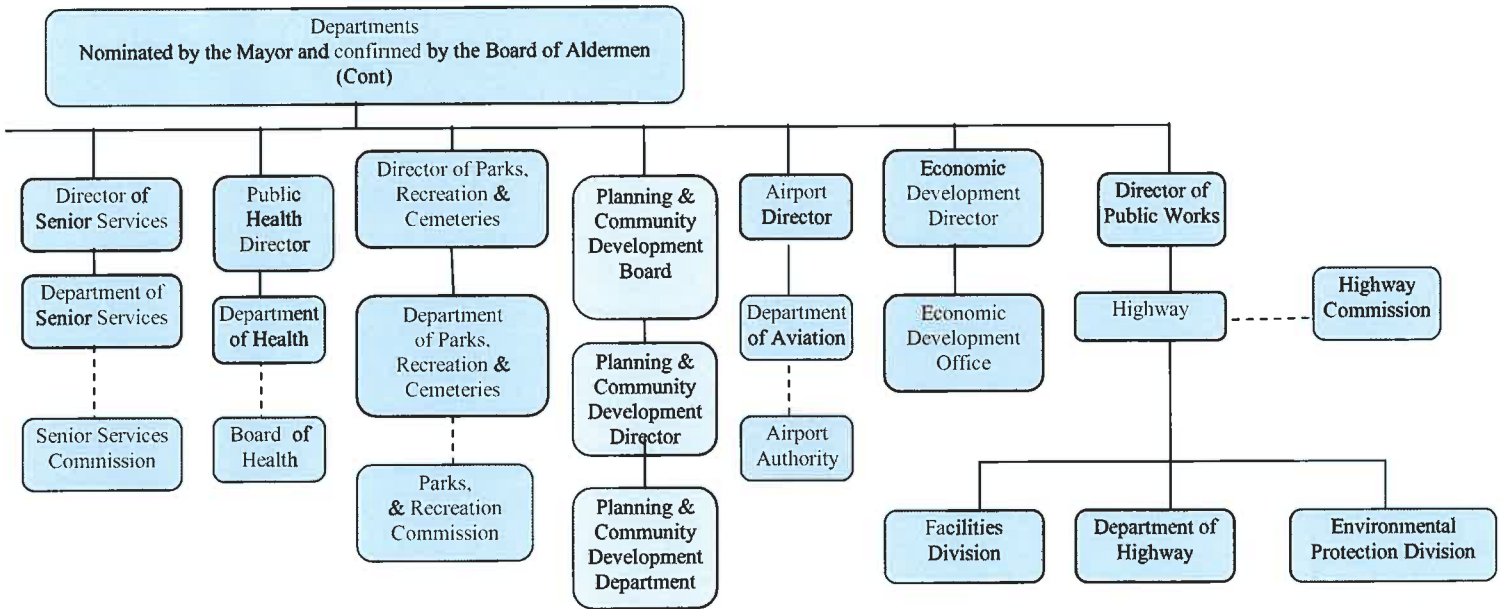 Departments
Nominated by the Mayor and confirmed by the Board of Aldermen
(Cont)
Director of
Senior Services
Department of
Senior Services
Senior Services
Commission
Public
Health
Director
Department
of Health
Board of
Health
Director of Parks,
Recreation &
Cemeteries
Department
of Parks,
Recreation &
Cemeteries
Parks,
& Recreation
Commission
Planning &
Community
Development
Board
Planning &
Community
Development
Director
Planning &
Community
Development
Department
Airport
Director
Department
of Aviation
Airport
Authority
Economic
Development
Director
Economic
Development
Office
Director of
Public Works
Highway
Highway
Commission
Facilities
Division
Department of
Highway
Environmental
Protection Division